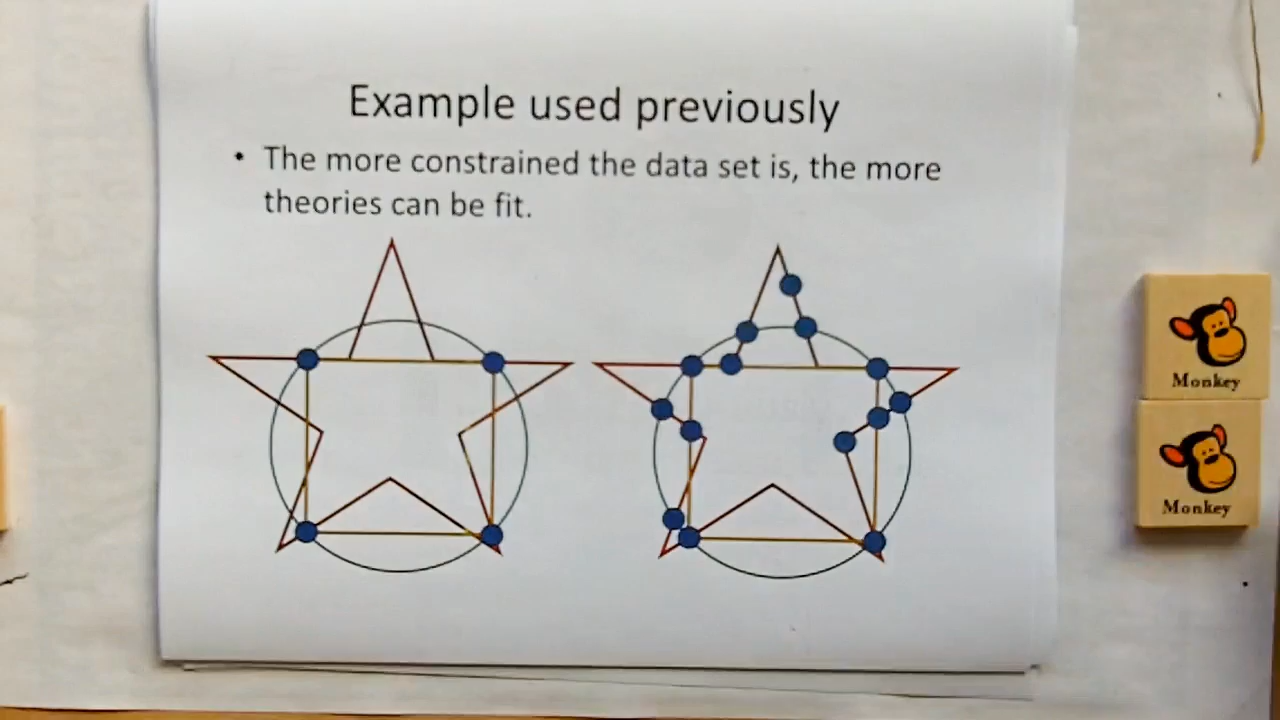 Example used previously
• The more constrained the data set is, the more
theories can be fit.
Monkey
Monkey